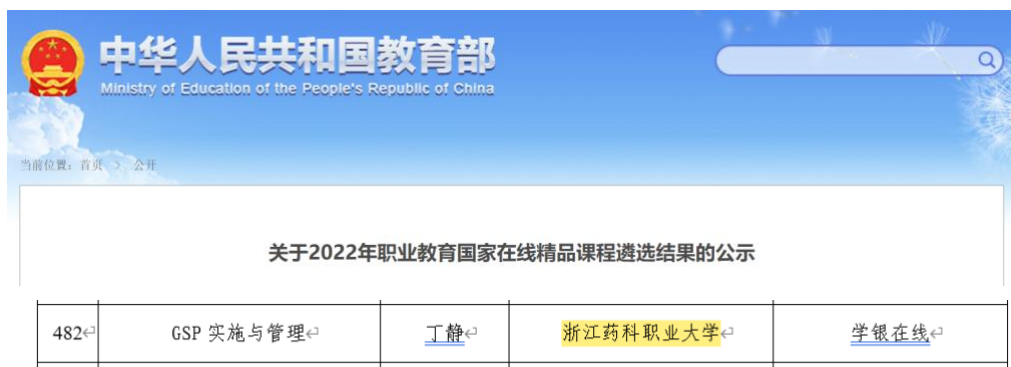 中华人民共和国教育部
Ministry of Education of the People's Republic of China
当前位置：首页 > 公开
关于2022年职业教育国家在线精品课程遴选结果的公示
482 GSP 实施与管理 丁静 浙江药科职业大学 学银在线